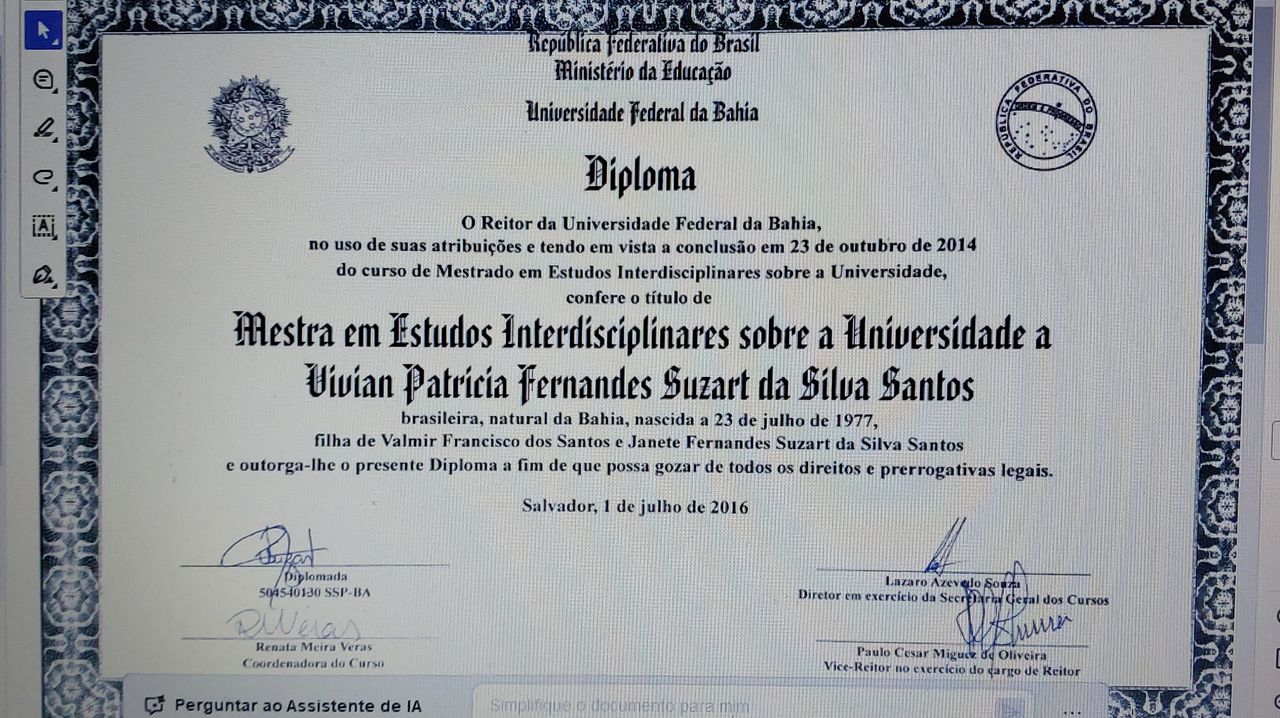 República Federativa do Brasil
Ministério da Educação
Universidade Federal da Bahia
REPUBLICA FEDERATIVA DO BRASIL
Diploma
O Reitor da Universidade Federal da Bahia,
no uso de suas atribuições e tendo em vista a conclusão em 23 de outubro de 2014
do curso de Mestrado em Estudos Interdisciplinares sobre a Universidade,
confere o título de
Mestra em Estudos Interdisciplinares sobre a Universidade a
Vivian Patrícia Fernandes Suzart da Silva Santos
brasileira, natural da Bahia, nascida a 23 de julho de 1977,
filha de Valmir Francisco dos Santos e Janete Fernandes Suzart da Silva Santos
e outorga-lhe o presente Diploma a fim de que possa gozar de todos os direitos e prerrogativas legais.
Salvador, 1 de julho de 2016
Diplomada
SSP-BA
Lazaro Azevedo Souza
Diretor em exercício da Secretaria Geral dos Cursos
RMVeras
Renata Meira Veras
Coordenadora do Curso
Paulo Cesar Miguez de Oliveira
Vice-Reitor no exercício do cargo de Reitor
Perguntar ao Assistente de IA
Simplifique o documento para mim